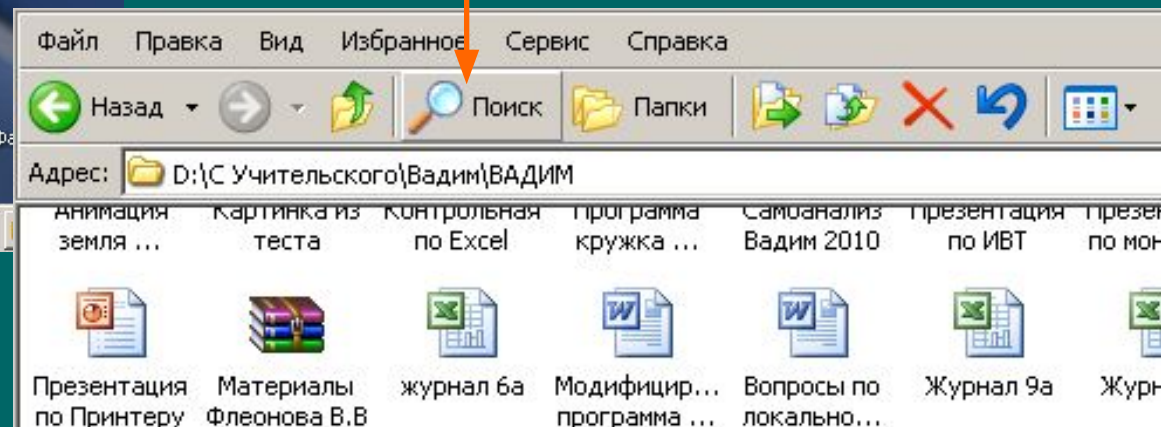 Файл Правка Вид Избранное Сервис Справка
Назад Поиск Папки
Адрес: D:\С Учительского\Вадим\ВАДИМ
Анимация Картинка из Контрольная Программа Самоанализ Презентация
земля ... теста по Excel кружка ... Вадим 2010 по ИВТ по
Презентация Материалы журнал 6а Модифицир... Вопросы по Журнал 9а
по Принтеру Флеонова В.В программа ... локально...